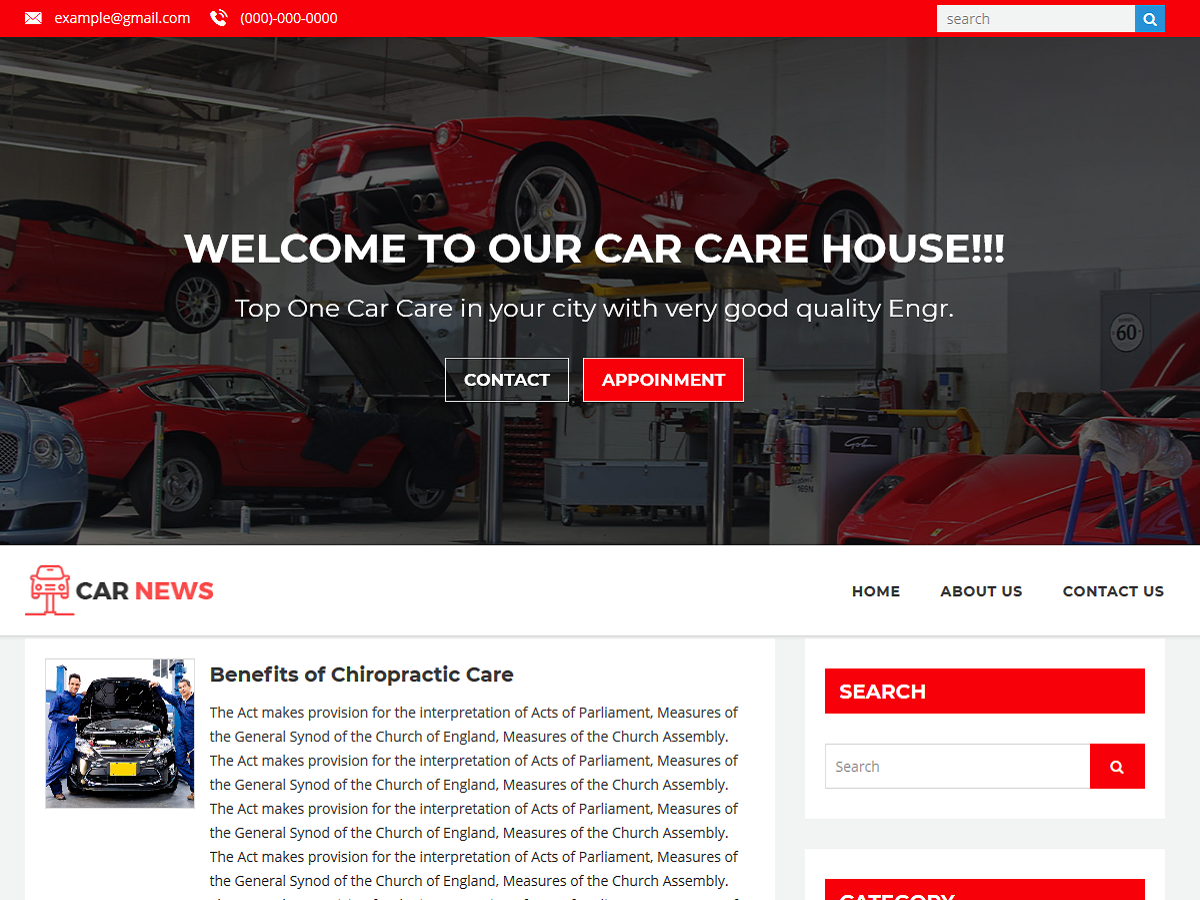 example@gmail.com (000)-000-0000 search
WELCOME TO OUR CAR CARE HOUSE!!!
Top One Car Care in your city with very good quality Engr.
CONTACT APPOINMENT
60
CAR NEWS
HOME ABOUT US CONTACT US
Benefits of Chiropractic Care
The Act makes provision for the interpretation of Acts of Parliament, Measures of
the General Synod of the Church of England, Measures of the Church Assembly.
The Act makes provision for the interpretation of Acts of Parliament, Measures of
the General Synod of the Church of England, Measures of the Church Assembly.
The Act makes provision for the interpretation of Acts of Parliament, Measures of
the General Synod of the Church of England, Measures of the Church Assembly.
The Act makes provision for the interpretation of Acts of Parliament, Measures of
the General Synod of the Church of England, Measures of the Church Assembly.
SEARCH
Search
CATEGORY